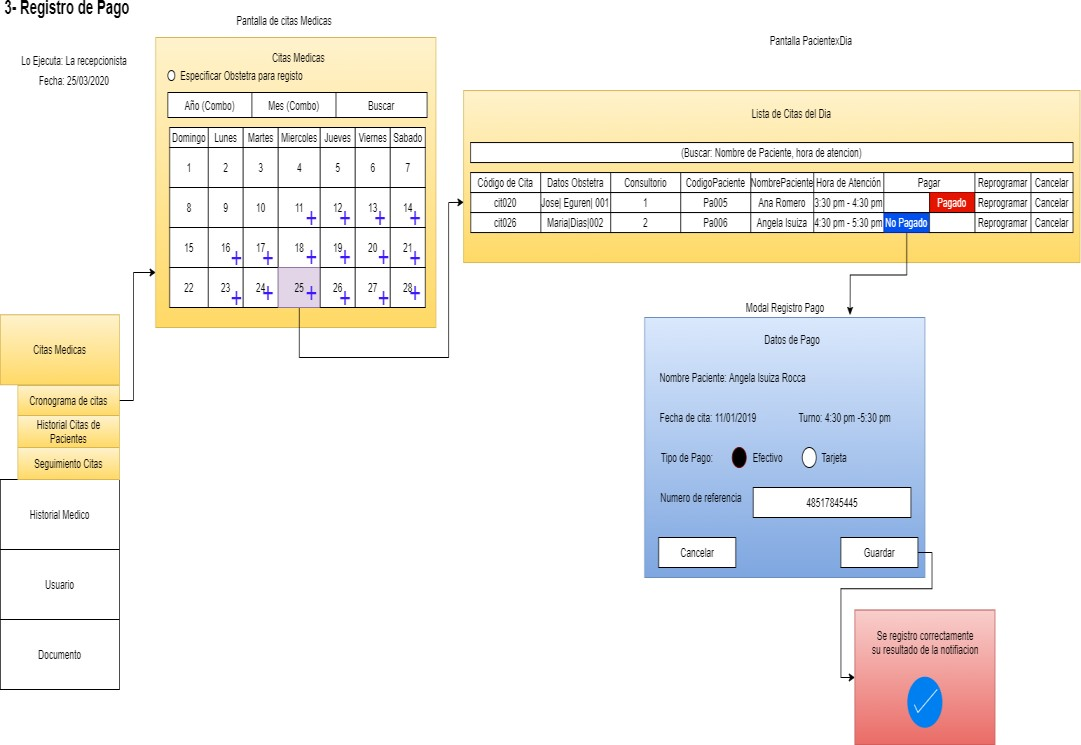 3- Registro de Pago
Lo Ejecuta: La recepcionista
Fecha: 25/03/2020
Pantalla de citas Medicas
Citas Medicas
Especificar Obstetra para registo
Año (Combo) Mes (Combo) Buscar
Domingo Lunes Martes Miercoles Jueves Viernes Sabado
1 2 3 4 5 6 7
8 9 10 11 12 13 14
15 16 17 18 19 20 21
22 23 24 25 26 27 28
Citas Medicas
Cronograma de citas
Historial Citas de
Pacientes
Seguimiento Citas
Historial Medico
Usuario
Documento
Pantalla PacientexDia
Lista de Citas del Dia
(Buscar: Nombre de Paciente, hora de atencion)
Código de Cita Datos Obstetra Consultorio CodigoPaciente NombrePaciente Hora de Atención Pagar Reprogramar Cancelar
cit020 Jose| Eguren| 001 1 Pa005 Ana Romero 3:30 pm - 4:30 pm Pagado Reprogramar Cancelar
cit026 Maria|Dias|002 2 Pa006 Angela Isuiza 4:30 pm - 5:30 pm No Pagado Reprogramar Cancelar
Modal Registro Pago
Datos de Pago
Nombre Paciente: Angela Isuiza Rocca
Fecha de cita: 11/01/2019 Turno: 4:30 pm -5:30 pm
Tipo de Pago: Efectivo Tarjeta
Numero de referencia 48517845445
Cancelar Guardar
Se registro correctamente
su resultado de la notifiacion